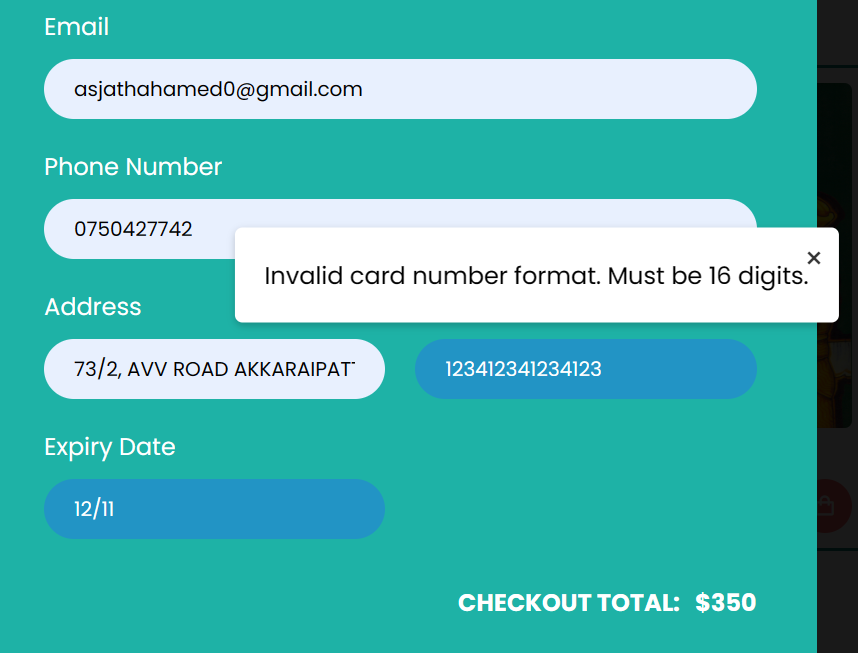 Email
asjathahamed0@gmail.com
Phone Number
0750427742
×
Invalid card number format. Must be 16 digits.
Address
73/2, AVV ROAD AKKARAIPAT
123412341234123
Expiry Date
12/11
CHECKOUT TOTAL: $350